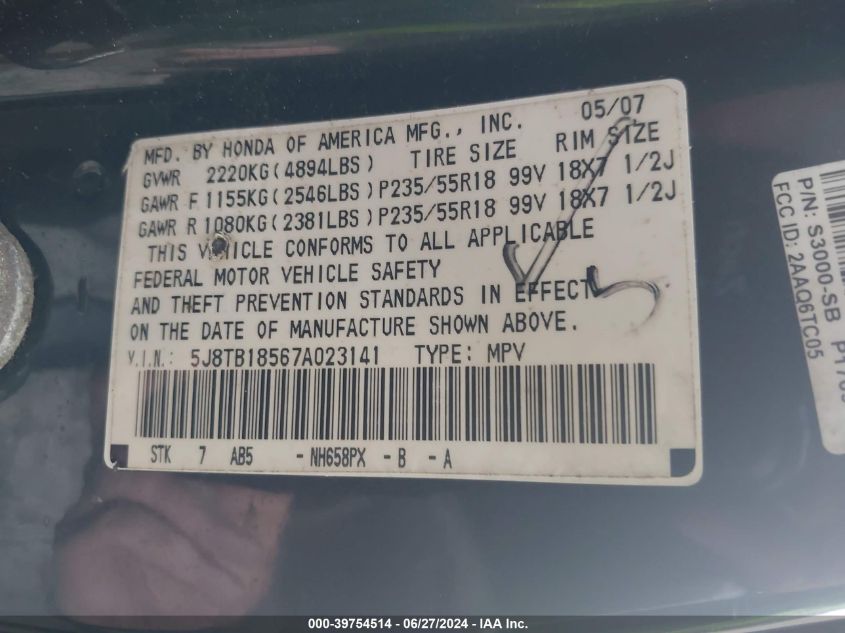 MFD. BY HONDA OF AMERICA MFG., INC. 05/07
GVWR 2220KG(4894LBS) TIRE SIZE RIM SIZE
GAWR F 1155KG(2546LBS)P235/55R18 99V 18X7 1/2J
GAWR R 1080KG(2381LBS)P235/55R18 99V 18X7 1/2J
THIS VEHICLE CONFORMS TO ALL APPLICABLE
FEDERAL MOTOR VEHICLE SAFETY
AND THEFT PREVENTION STANDARDS IN EFFECT
ON THE DATE OF MANUFACTURE SHOWN ABOVE.
V.I.N.: 5J8TB18567A023141 TYPE: MPV
STK 7 AB5 -NH658PX -B -A
P/N: S3000-SB
FCC ID: 2AAQ6TC05
000-39754514 - 06/27/2024 - IAA Inc.